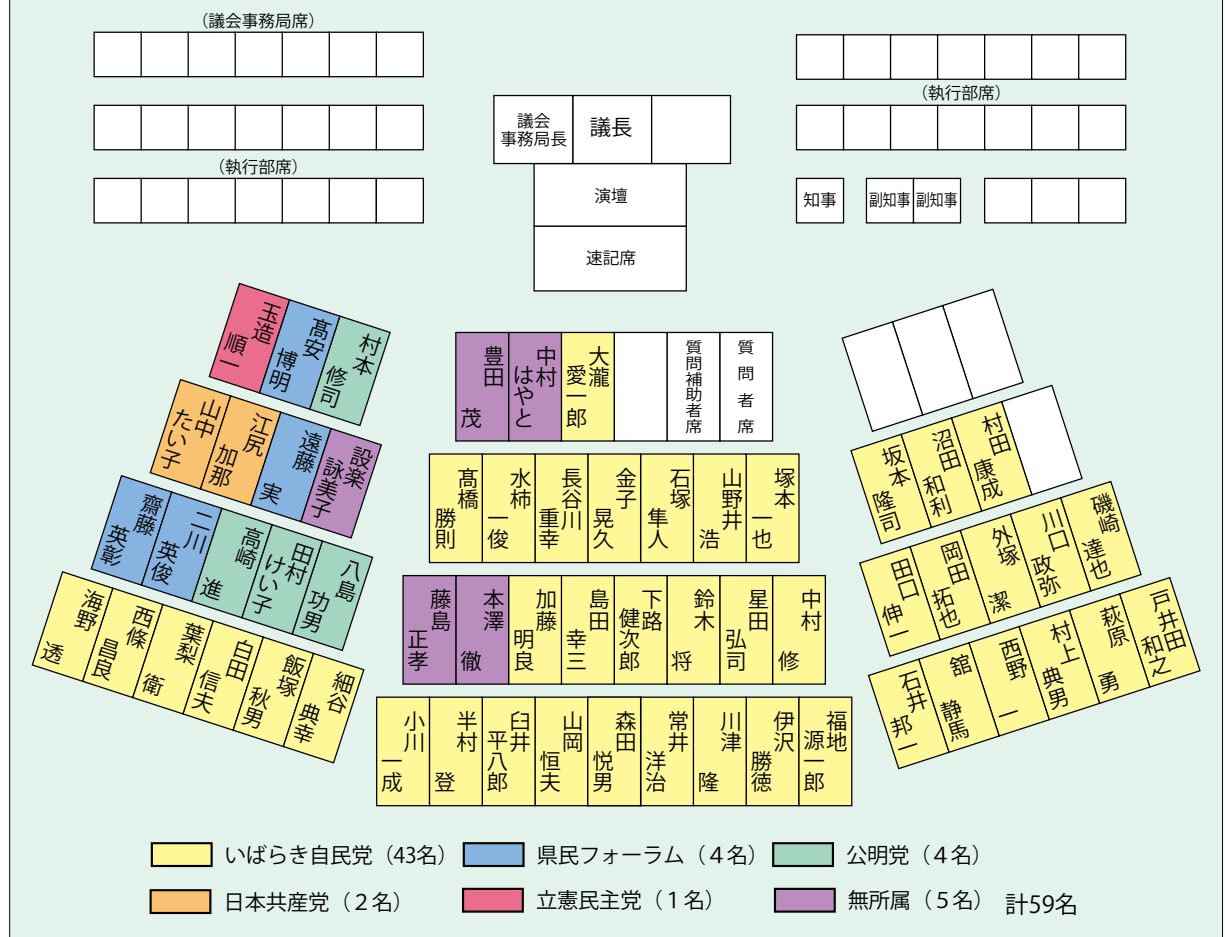 （議会事務局席）
（執行部席）
（執行部席）
議会
事務局長
議長
演壇
速記席
知事
副知事
副知事
玉造 順一
髙安 博明
村本 修司
山中 たい子
江尻 加那
遠藤 実
設楽 詠美子
齋藤 英彰
二川 英俊
高崎 進
田村 けい子
八島 功男
海野 透
西條 昌良
葉梨 衛
白田 信夫
飯塚 秋男
細谷 典幸
豊田 茂
中村 はやと
大瀧 愛一郎
質問補助者席
質問者席
髙橋 勝則
水柿 一俊
長谷川 重幸
金子 晃久
石塚 隼人
山野井 浩
塚本 一也
藤島 正孝
本澤 徹
加藤 明良
島田 幸三
下路 健次郎
鈴木 将
星田 弘司
中村 修
小川 一成
半村 登
臼井 平八郎
山岡 恒夫
森田 悦男
常井 洋治
川津 隆
伊沢 勝徳
福地 源一郎
坂本 隆司
沼田 和利
村田 康成
田口 伸一
岡田 拓也
外塚 潔
川口 政弥
磯崎 達也
石井 邦一
舘 静馬
西野 一
村上 典男
萩原 勇
戸井田 和之
いばらき自民党（43名）
県民フォーラム（４名）
公明党（４名）
日本共産党（２名）
立憲民主党（１名）
無所属（５名）
計59名